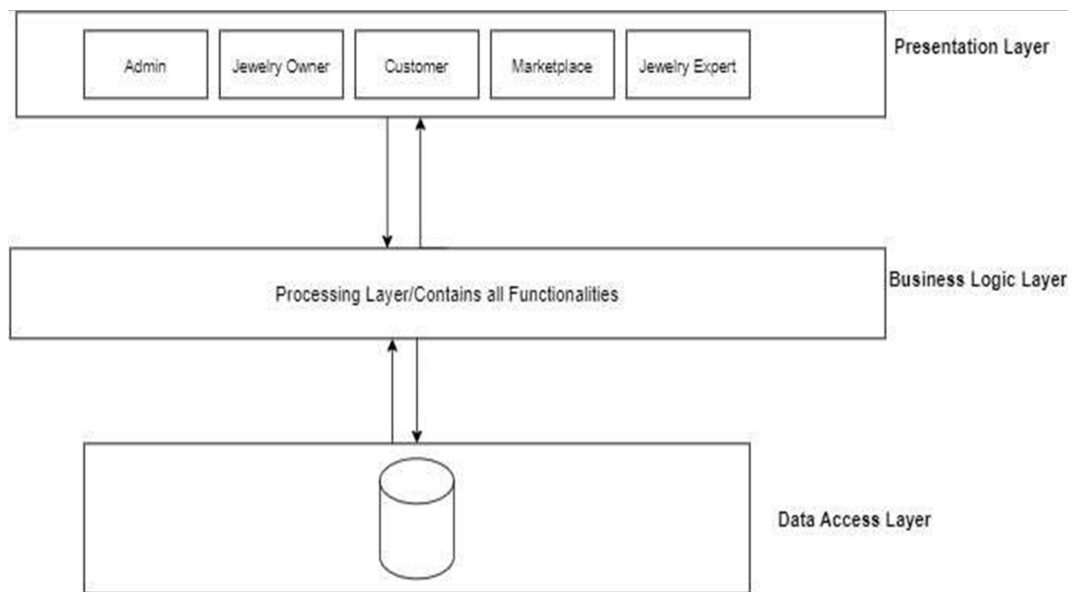 Presentation Layer
Admin
Jewelry Owner
Customer
Marketplace
Jewelry Expert
Processing Layer/Contains all Functionalities
Business Logic Layer
Data Access Layer